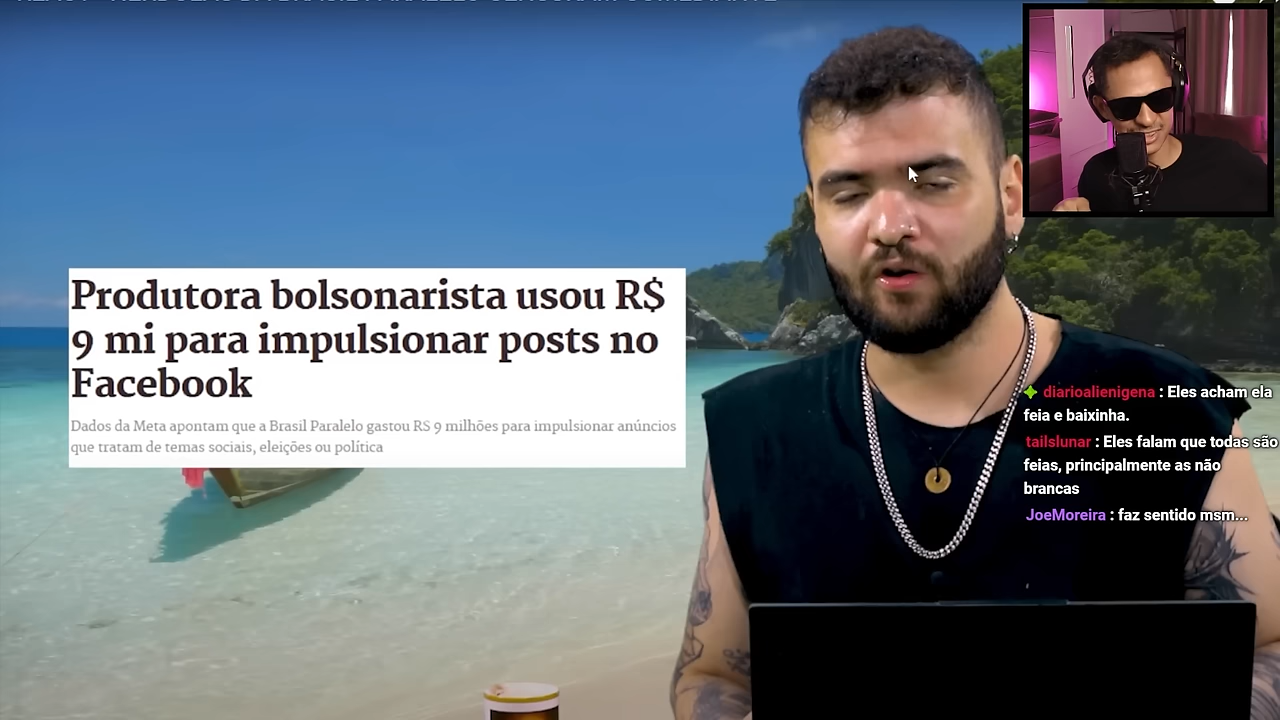 Produtora bolsonarista usou R$
9 mi para impulsionar posts no
Facebook
Dados da Meta apontam que a Brasil Paralelo gastou R$ 9 milhões para impulsionar anúncios
que tratam de temas sociais, eleições ou política
diarioalienigena : Eles acham ela
feia e baixinha.
tailslunar : Eles falam que todas são
feias, principalmente as não
brancas
JoeMoreira : faz sentido msm...